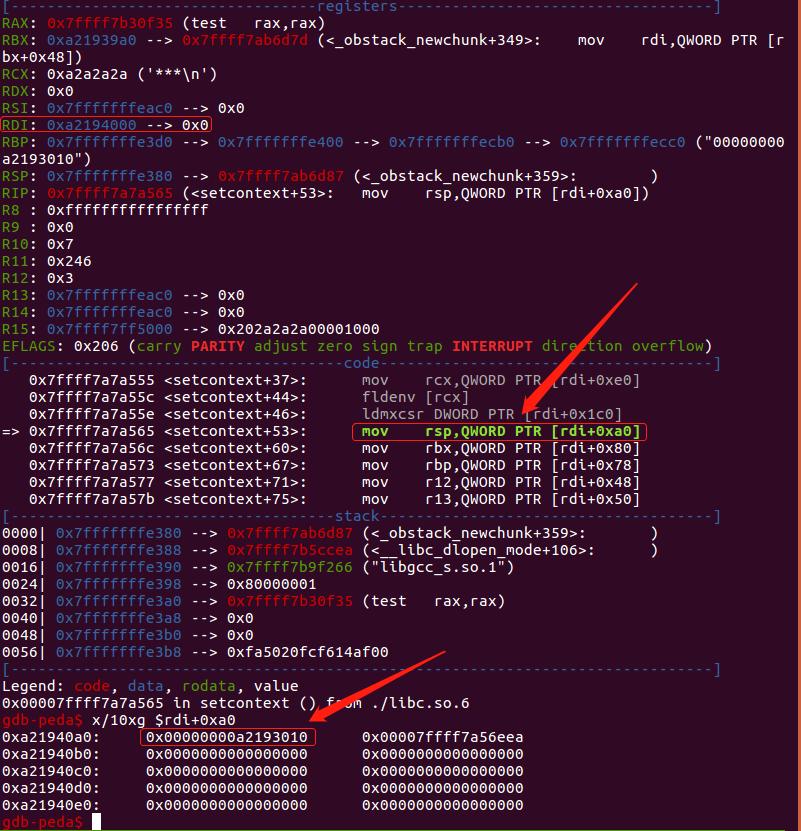 [---------------------------------registers-----------------------------------]
RAX: 0x7ffff7b30f35 (test   rax,rax)
RBX: 0xa21939a0 --> 0x7ffff7ab6d7d (<_obstack_newchunk+349>:    mov    rdi,QWORD PTR [r
bx+0x48])
RCX: 0xa2a2a2a ('***\n')
RDX: 0x0
RSI: 0x7fffffffeac0 --> 0x0
RDI: 0xa2194000 --> 0x0
RBP: 0x7fffffffe3d0 --> 0x7fffffffe400 --> 0x7fffffffecb0 --> 0x7fffffffecc0 ("00000000
a2193010")
RSP: 0x7fffffffe380 --> 0x7ffff7ab6d87 (<_obstack_newchunk+359>:        )
RIP: 0x7ffff7a7a565 (<setcontext+53>:   mov    rsp,QWORD PTR [rdi+0xa0])
R8 : 0xffffffffffffffff
R9 : 0x0
R10: 0x7
R11: 0x246
R12: 0x3
R13: 0x7fffffffeac0 --> 0x0
R14: 0x7fffffffeac0 --> 0x0
R15: 0x7ffff7ff5000 --> 0x202a2a2a00001000
EFLAGS: 0x206 (carry PARITY adjust zero sign trap INTERRUPT direction overflow)
[-------------------------------------code-------------------------------------]
   0x7ffff7a7a555 <setcontext+37>:      mov    rcx,QWORD PTR [rdi+0xe0]
   0x7ffff7a7a55c <setcontext+44>:      fldenv [rcx]
   0x7ffff7a7a55e <setcontext+46>:      ldmxcsr DWORD PTR [rdi+0x1c0]
=> 0x7ffff7a7a565 <setcontext+53>:      mov    rsp,QWORD PTR [rdi+0xa0]
   0x7ffff7a7a56c <setcontext+60>:      mov    rbx,QWORD PTR [rdi+0x80]
   0x7ffff7a7a573 <setcontext+67>:      mov    rbp,QWORD PTR [rdi+0x78]
   0x7ffff7a7a577 <setcontext+71>:      mov    r12,QWORD PTR [rdi+0x48]
   0x7ffff7a7a57b <setcontext+75>:      mov    r13,QWORD PTR [rdi+0x50]
[------------------------------------stack-------------------------------------]
0000| 0x7fffffffe380 --> 0x7ffff7ab6d87 (<_obstack_newchunk+359>:       )
0008| 0x7fffffffe388 --> 0x7ffff7b5ccea (<__libc_dlopen_mode+106>:      )
0016| 0x7fffffffe390 --> 0x7ffff7b9f266 ("libgcc_s.so.1")
0024| 0x7fffffffe398 --> 0x80000001
0032| 0x7fffffffe3a0 --> 0x7ffff7b30f35 (test   rax,rax)
0040| 0x7fffffffe3a8 --> 0x0
0048| 0x7fffffffe3b0 --> 0x0
0056| 0x7fffffffe3b8 --> 0xfa5020fcf614af00
[------------------------------------------------------------------------------]
Legend: code, data, rodata, value
0x00007ffff7a7a565 in setcontext () from ./libc.so.6
gdb-peda$ x/10xg $rdi+0xa0
0xa21940a0:     0x00000000a2193010      0x00007ffff7a56eea
0xa21940b0:     0x0000000000000000      0x0000000000000000
0xa21940c0:     0x0000000000000000      0x0000000000000000
0xa21940d0:     0x0000000000000000      0x0000000000000000
0xa21940e0:     0x0000000000000000      0x0000000000000000
gdb-peda$